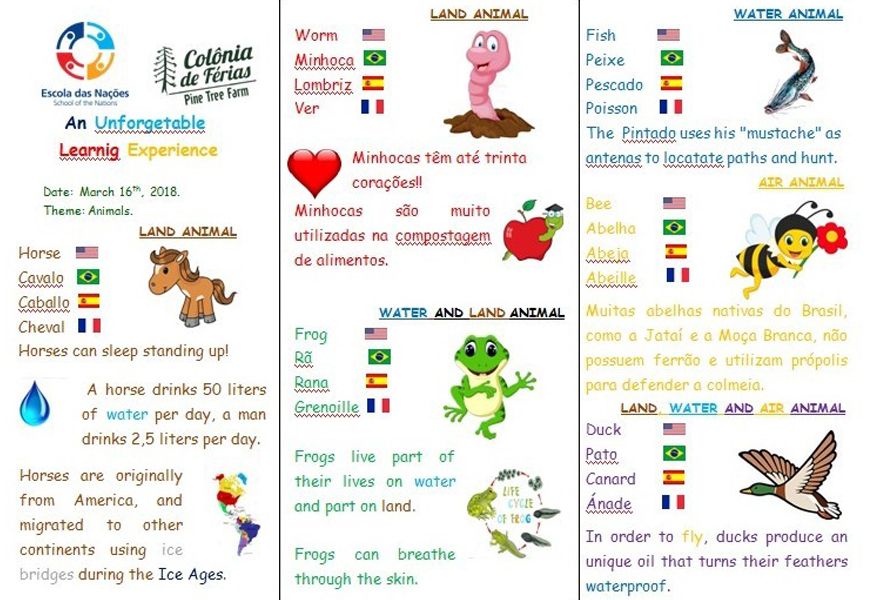 Escola das Nações
School of the Nations
Colônia
de Férias
Pine Tree Farm
An Unforgetable
Learnig Experience
Date: March 16th, 2018.
Theme: Animals.
LAND ANIMAL
Horse
Cavalo
Caballo
Cheval
Horses can sleep standing up!
A horse drinks 50 liters
of water per day, a man
drinks 2,5 liters per day.
Horses are originally
from America, and
migrated to other
continents using ice
bridges during the Ice Ages.
LAND ANIMAL
Worm
Minhoca
Lombriz
Ver
Minhocas têm até trinta
corações!!
Minhocas são muito
utilizadas na compostagem
de alimentos.
WATER AND LAND ANIMAL
Frog
Rã
Rana
Grenoille
Frogs live part of
their lives on water
and part on land.
LIFE
CYCLE
OF FROG
Frogs can breathe
through the skin.
WATER ANIMAL
Fish
Peixe
Pescado
Poisson
The Pintado uses his "mustache" as
antenas to locatate paths and hunt.
AIR ANIMAL
Bee
Abelha
Abeja
Abeille
Muitas abelhas nativas do Brasil,
como a Jataí e a Moça Branca, não
possuem ferrão e utilizam própolis
para defender a colmeia.
LAND, WATER AND AIR ANIMAL
Duck
Pato
Canard
Ánade
In order to fly, ducks produce an
unique oil that turns their feathers
waterproof.